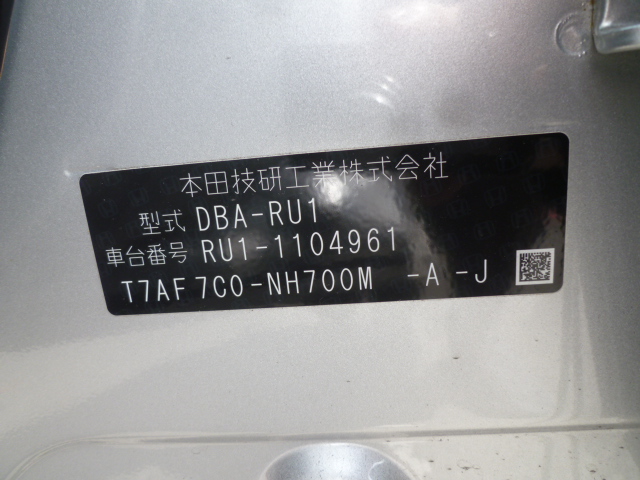 本田技研工業株式会社
型式 DBA-RU1
車台番号 RU1-1104961
T7AF7C0-NH700M -A -J